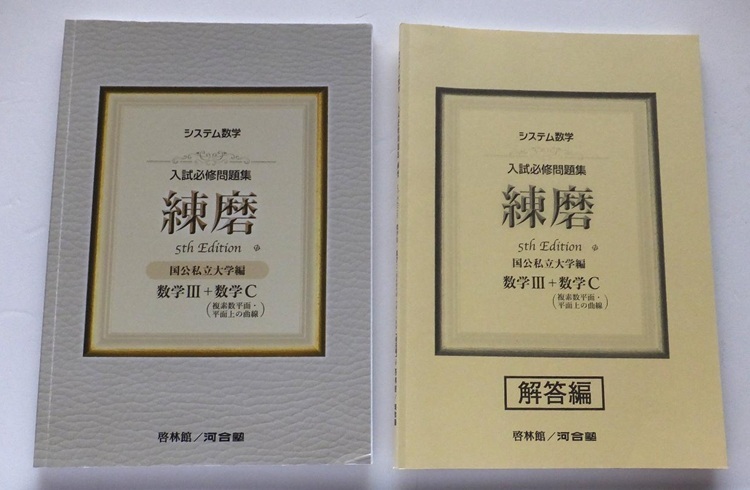 システム数学
入試必修問題集
練磨
5th Edition
国公私立大学編
数学Ⅲ+数学C
(複素数平面・
平面上の曲線)
啓林館/河合塾
システム数学
入試必修問題集
練磨
5th Edition
国公私立大学編
数学Ⅲ+数学C
(複素数平面・
平面上の曲線)
解答編
啓林館/河合塾